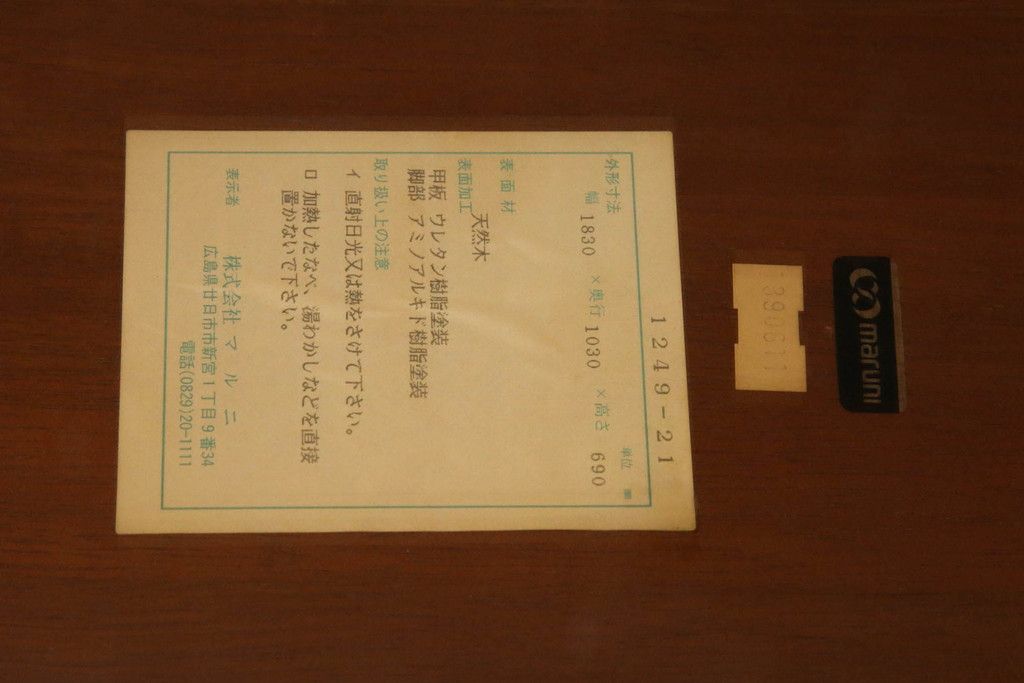 maruni
390611
1249-21
外形寸法 単位 ㎜
幅 1830 ×奥行 1030 ×高さ 690
表面材 天然木
表面加工
甲板 ウレタン樹脂塗装
脚部 アミノアルキド樹脂塗装
取り扱い上の注意
イ 直射日光又は熱をさけて下さい。
ロ 加熱したなべ、湯わかしなどを直接
置かないで下さい。
表示者 株式会社 マルニ
広島県廿日市市新宮1丁目9番34
電話(0829)20-1111